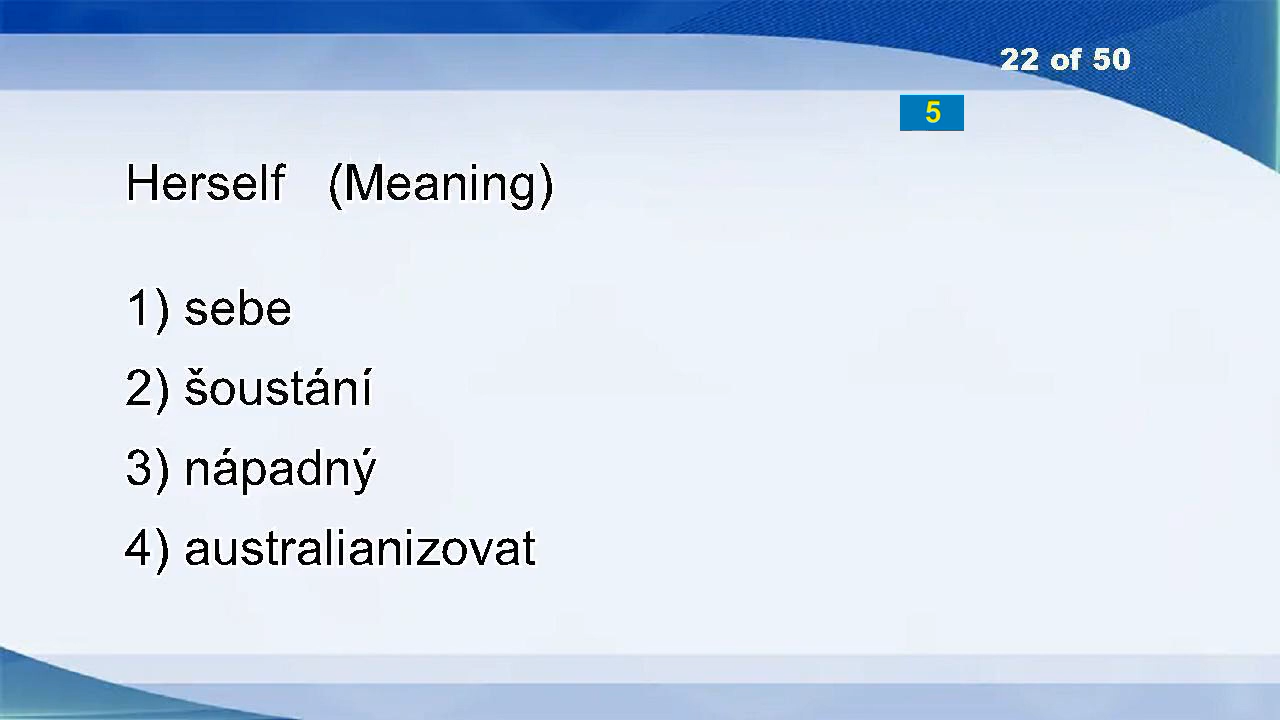 22 of 50
5
Herself (Meaning)
1) sebe
2) šoustání
3) nápadný
4) australianizovat